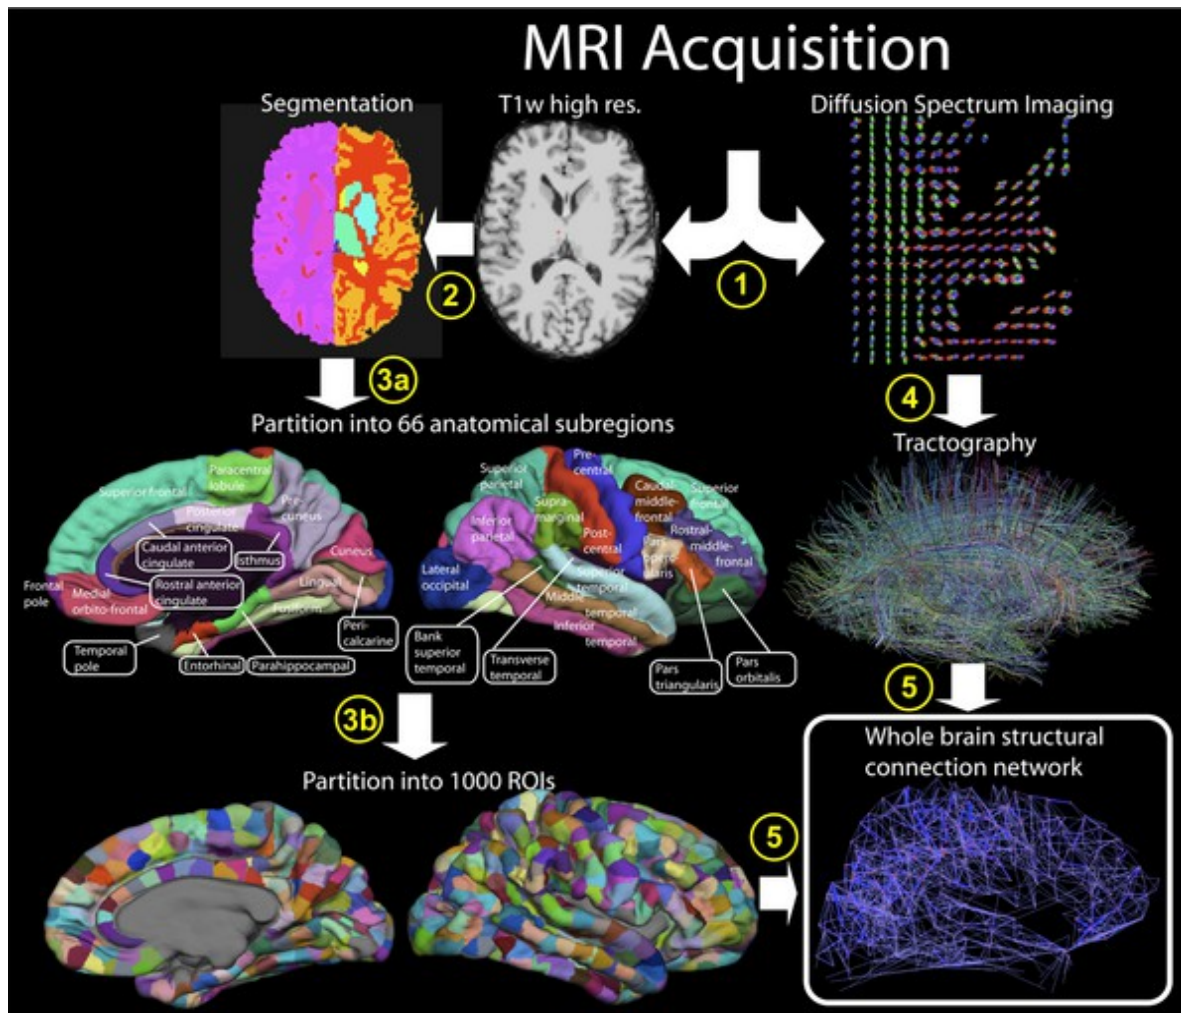 MRI Acquisition
Segmentation
T1w high res.
Diffusion Spectrum Imaging
1
2
3a
4
Partition into 66 anatomical subregions
Tractography
Paracentral
lobule
Superior frontal
Pre-
cuneus
Posterior
cingulate
Caudal anterior
cingulate
Isthmus
Cuneus
Rostral anterior
cingulate
Lingual
Frontal
pole
Medial
orbito-frontal
Fusiform
Peri-
calcarine
Temporal
pole
Entorhinal
Parahippocampal
Superior
parietal
Pre-
central
Caudal-
middle-
frontal
Superior
frontal
Supra-
marginal
Inferior
parietal
Post-
central
Rostral-
middle-
frontal
Pars
opercularis
Lateral
occipital
Superior
temporal
Middle-
temporal
Inferior
temporal
Bank
superior
temporal
Transverse
temporal
Pars
triangularis
Pars
orbitalis
3b
5
Partition into 1000 ROIs
Whole brain structural
connection network
5